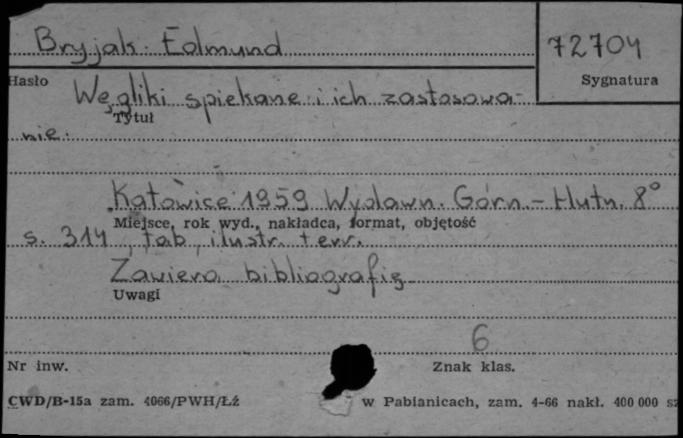 Bryjak Edmund
72704
Hasło
Sygnatura
Węgliki spiekane i ich zastosowa-
Tytuł
nie.
Katowice 1959 Wydawn. Górn.-Hutn. 8°
Miejsce, rok wyd., nakładca, format, objętość
s. 314, tab, ilustr.
Zawiera bibliografię
Uwagi
6
Nr inw.
Znak klas.
CWD/B-15a zam. 4066/PWH/Łź
w Pabianicach, zam. 4-66 nakł. 400 000